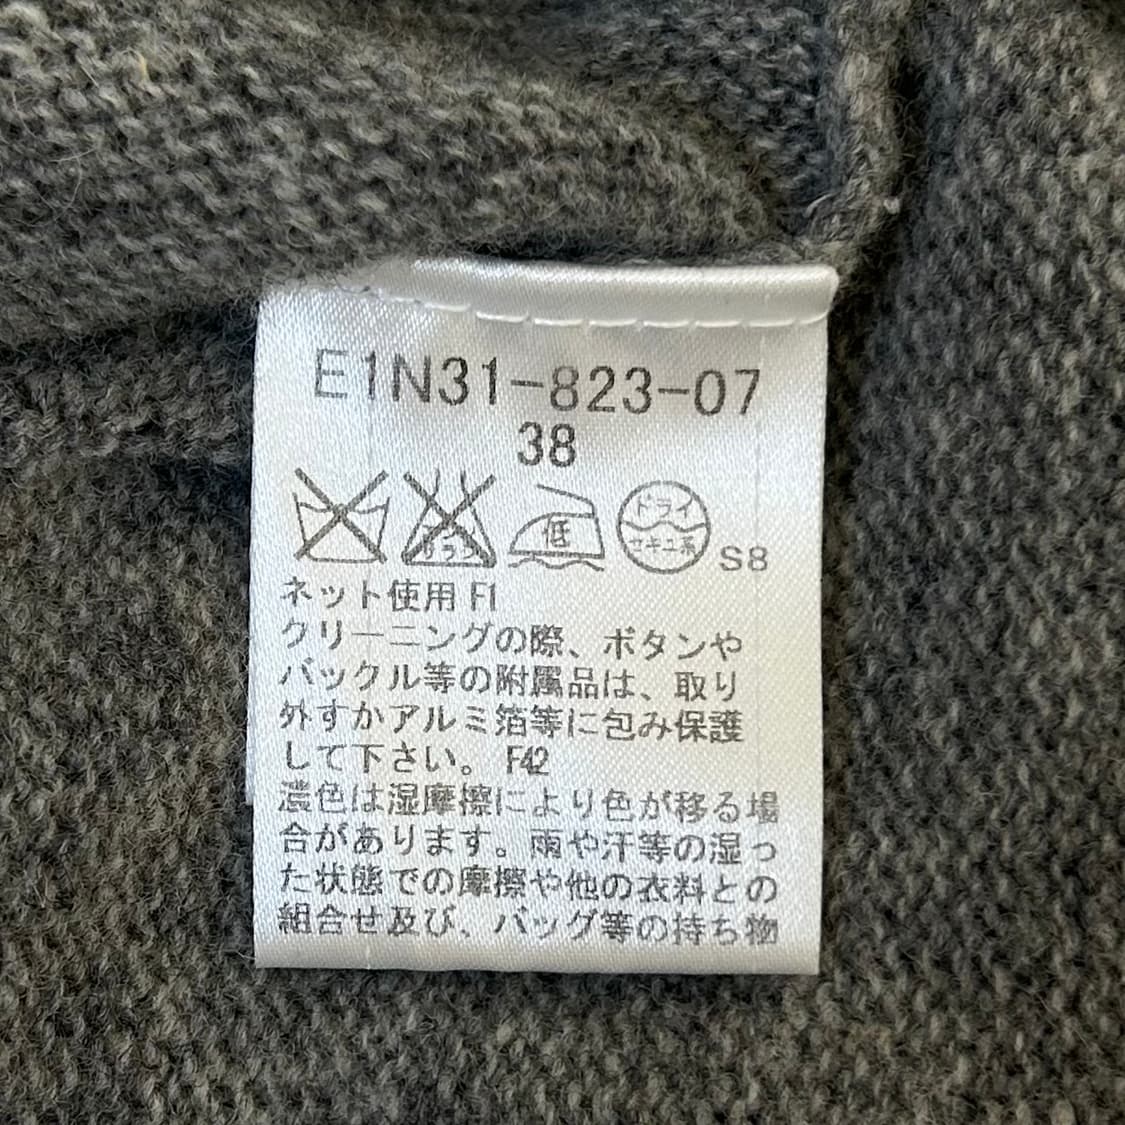 E1N31-823-07
38
サラシ
低
ドライ
セキユ系
S8
ネット使用 F1
クリーニングの際、ボタンや
バックル等の附属品は、取り
外すかアルミ箔等に包み保護
して下さい。 F42
濃色は湿摩擦により色が移る場
合があります。雨や汗等の湿っ
た状態での摩擦や他の衣料との
組合せ及び、バッグ等の持ち物